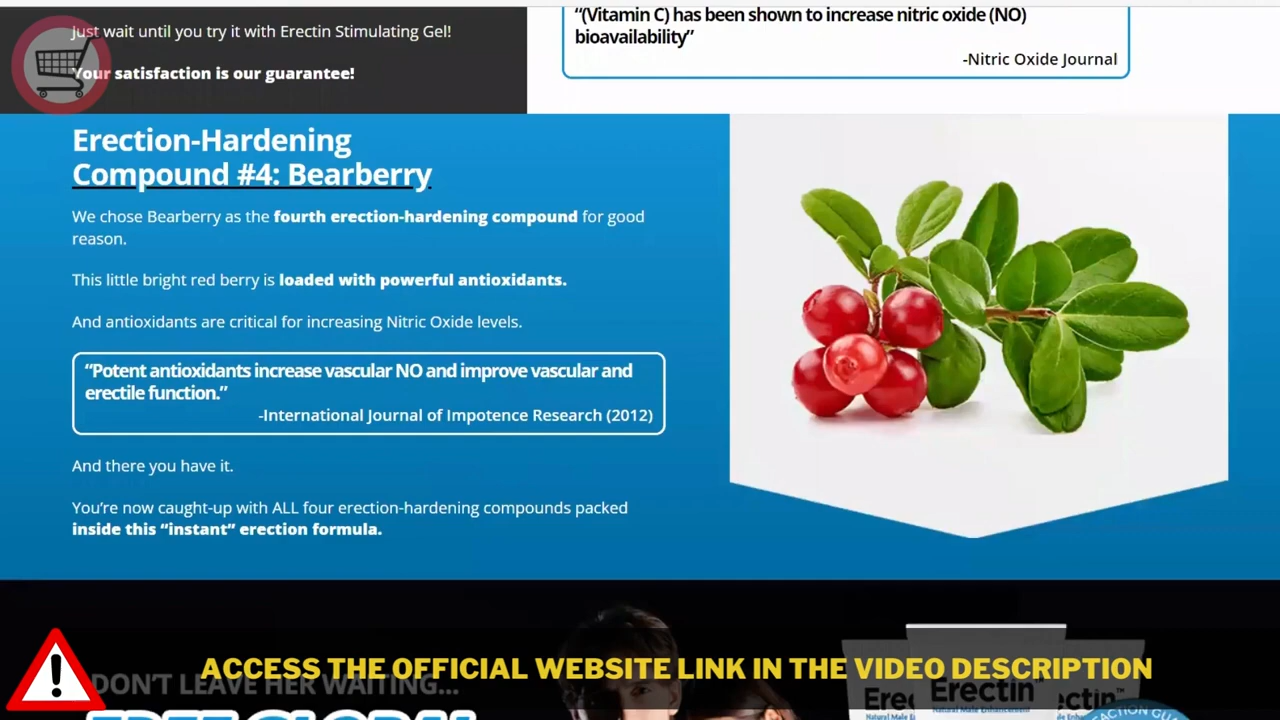 just wait until you try it with Erectin Stimulating Gel!
Your satisfaction is our guarantee!
“(Vitamin C) has been shown to increase nitric oxide (NO)
bioavailability”
-Nitric Oxide Journal
Erection-Hardening
Compound #4: Bearberry
We chose Bearberry as the fourth erection-hardening compound for good
reason.
This little bright red berry is loaded with powerful antioxidants.
And antioxidants are critical for increasing Nitric Oxide levels.
“Potent antioxidants increase vascular NO and improve vascular and
erectile function.”
-International Journal of Impotence Research (2012)
And there you have it.
You’re now caught-up with ALL four erection-hardening compounds packed
inside this “instant” erection formula.
ACCESS THE OFFICIAL WEBSITE LINK IN THE VIDEO DESCRIPTION
DON'T LEAVE HER WAITING...
FREE GLOBAL
Erectin™
Natural Male Enhancement